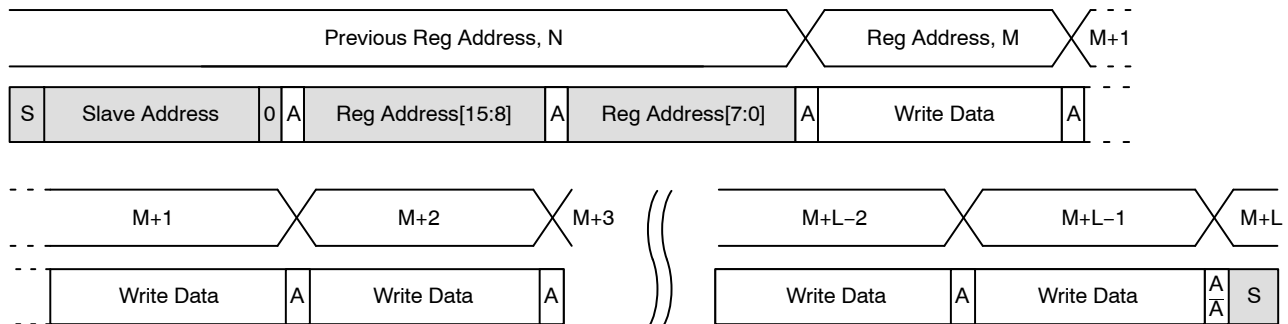 Previous Reg Address, N Reg Address, M M+1
S Slave Address 0 A Reg Address[15:8] A Reg Address[7:0] A Write Data A
M+1 M+2 M+3 M+L−2 M+L−1 M+L
Write Data A Write Data A Write Data A Write Data A/A̅ S